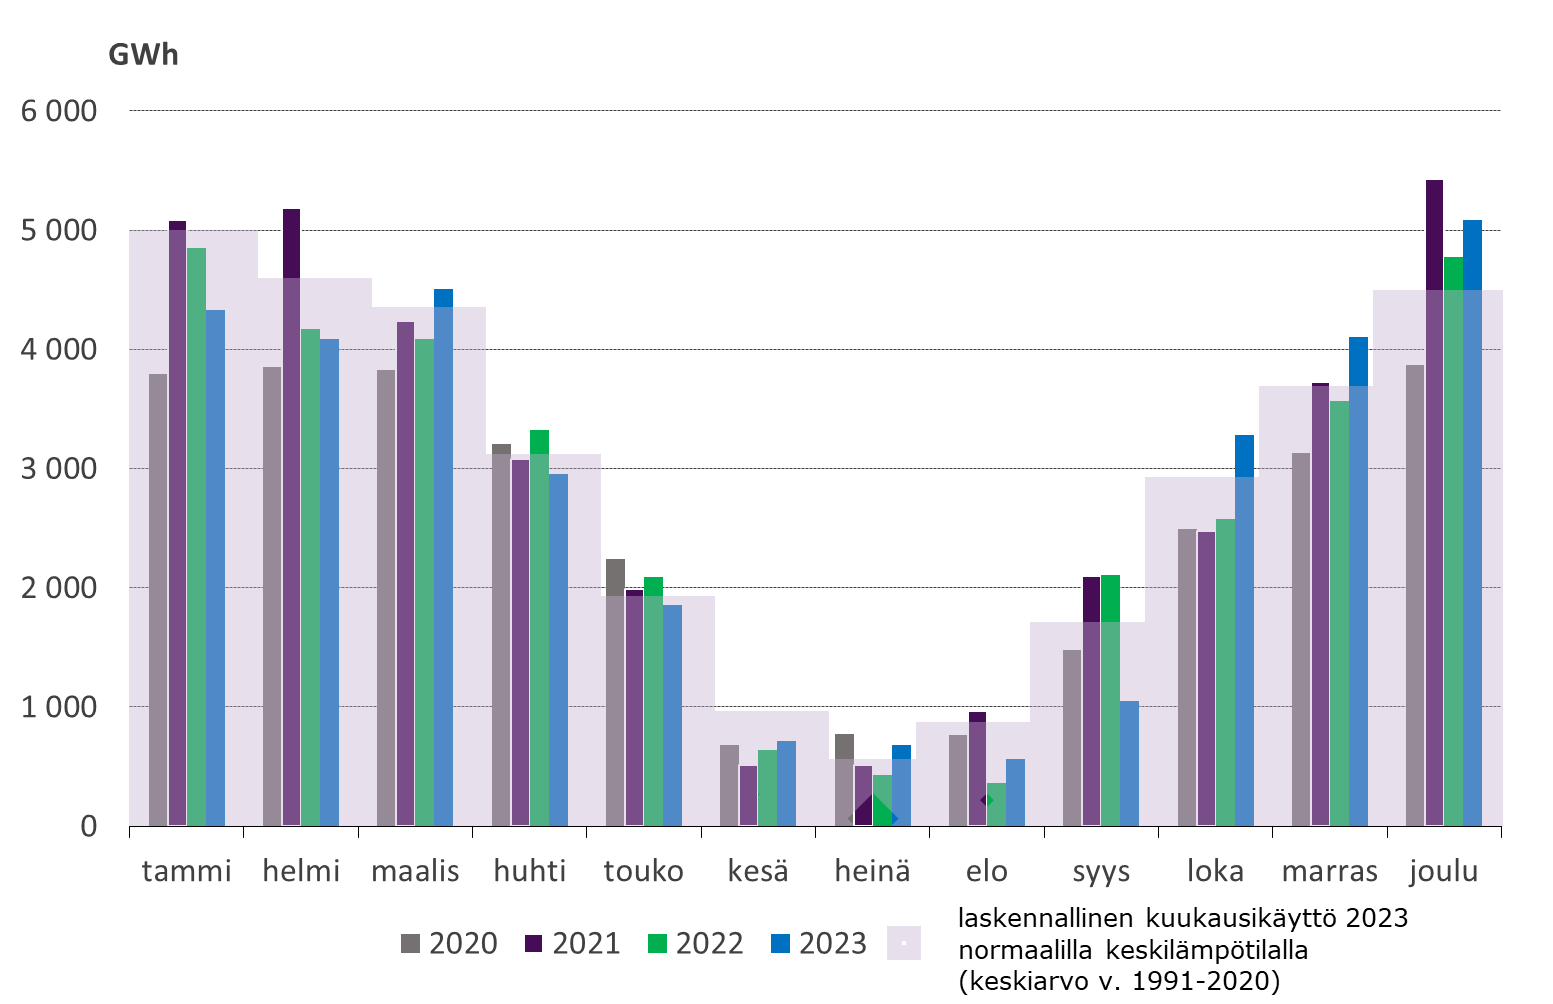 GWh
6 000
5 000
4 000
3 000
2 000
1 000
0
tammi helmi maalis huhti touko kesä heinä elo syys loka marras joulu
2020 2021 2022 2023
laskennallinen kuukausikäyttö 2023
normaalilla keskilämpötilalla
(keskiarvo v. 1991-2020)